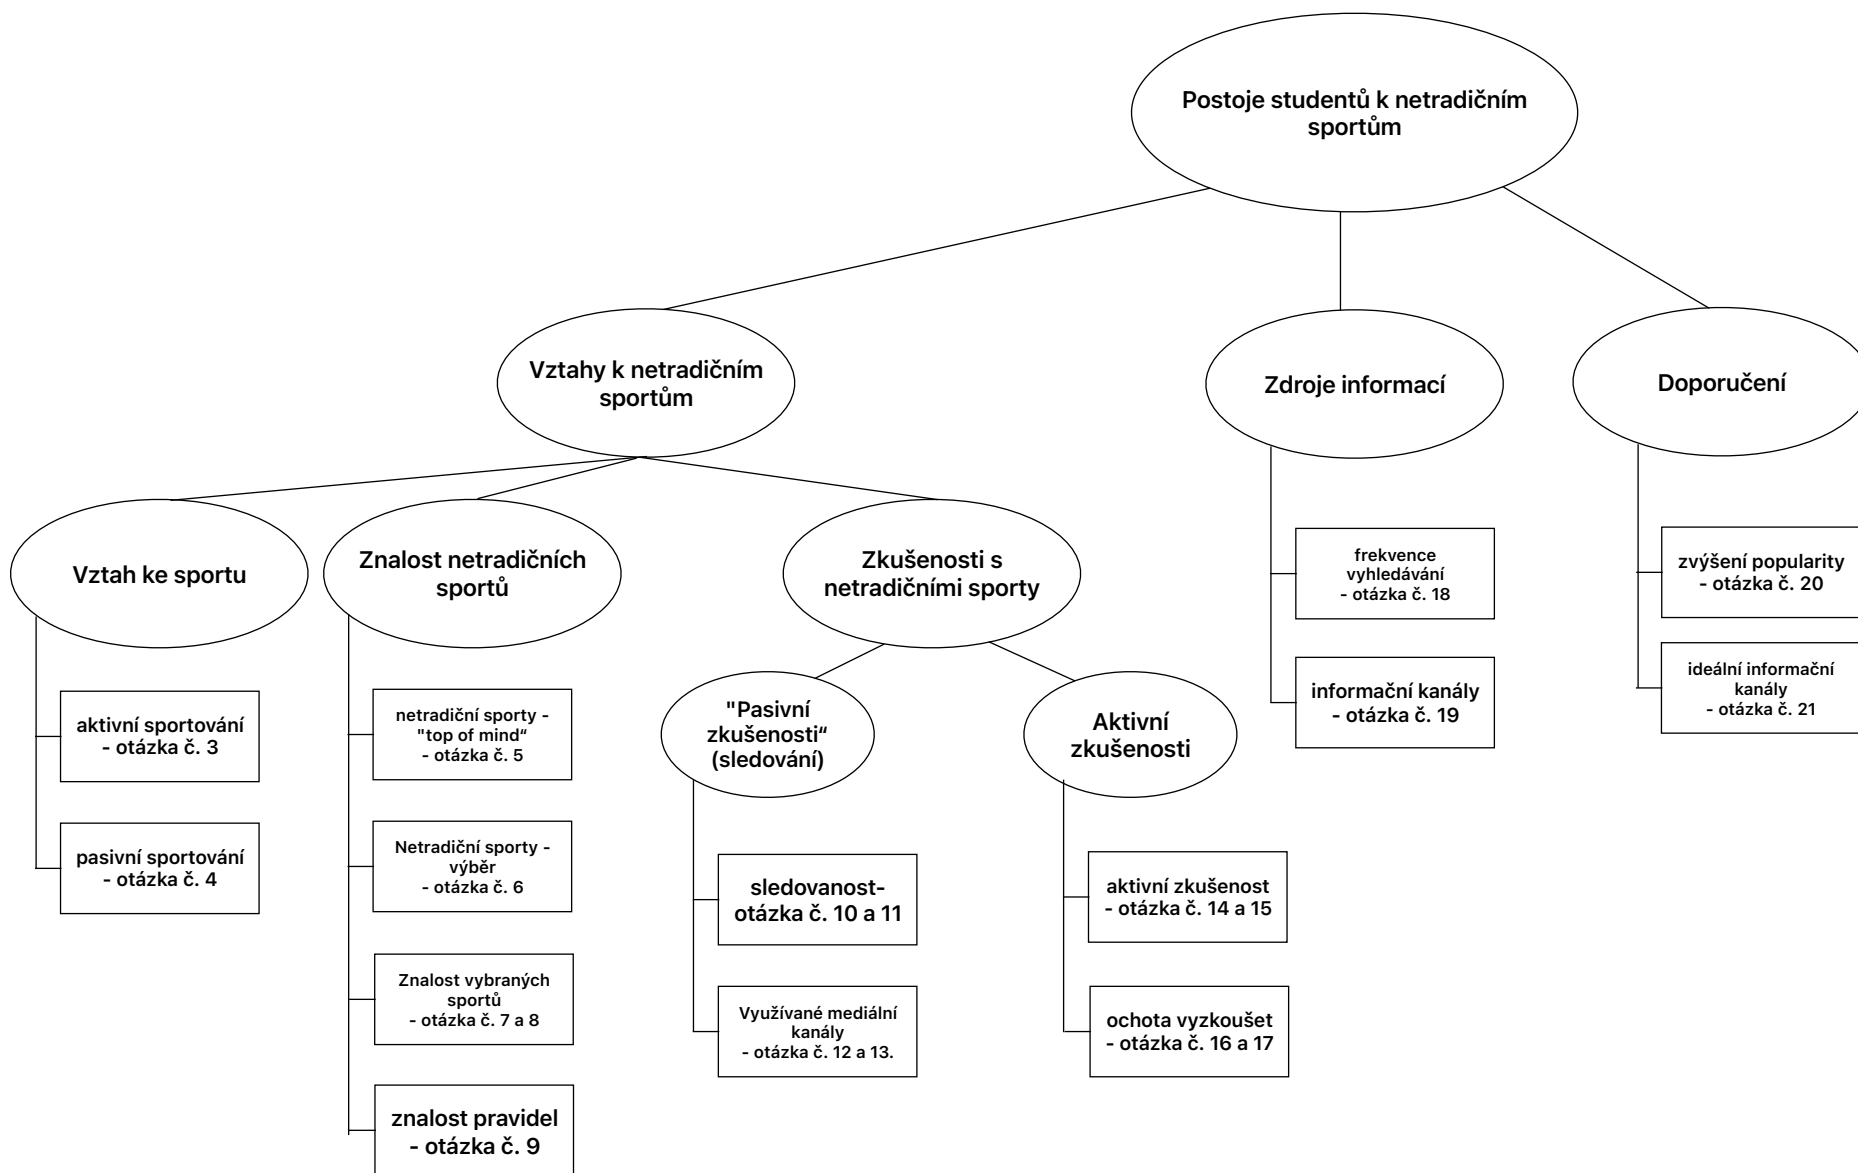 Postoje studentů k netradičním
sportům
Vztahy k netradičním
sportům
Zdroje informací
Doporučení
Vztah ke sportu
Znalost netradičních
sportů
Zkušenosti s
netradičními sporty
frekvence
vyhledávání
- otázka č. 18
zvýšení popularity
- otázka č. 20
informační kanály
- otázka č. 19
ideální informační
kanály
- otázka č. 21
aktivní sportování
- otázka č. 3
netradiční sporty -
"top of mind“
- otázka č. 5
"Pasivní
zkušenosti“
(sledování)
Aktivní
zkušenosti
pasivní sportování
- otázka č. 4
Netradiční sporty -
výběr
- otázka č. 6
sledovanost-
otázka č. 10 a 11
aktivní zkušenost
- otázka č. 14 a 15
Znalost vybraných
sportů
- otázka č. 7 a 8
Využívané mediální
kanály
- otázka č. 12 a 13.
ochota vyzkoušet
- otázka č. 16 a 17
znalost pravidel
- otázka č. 9